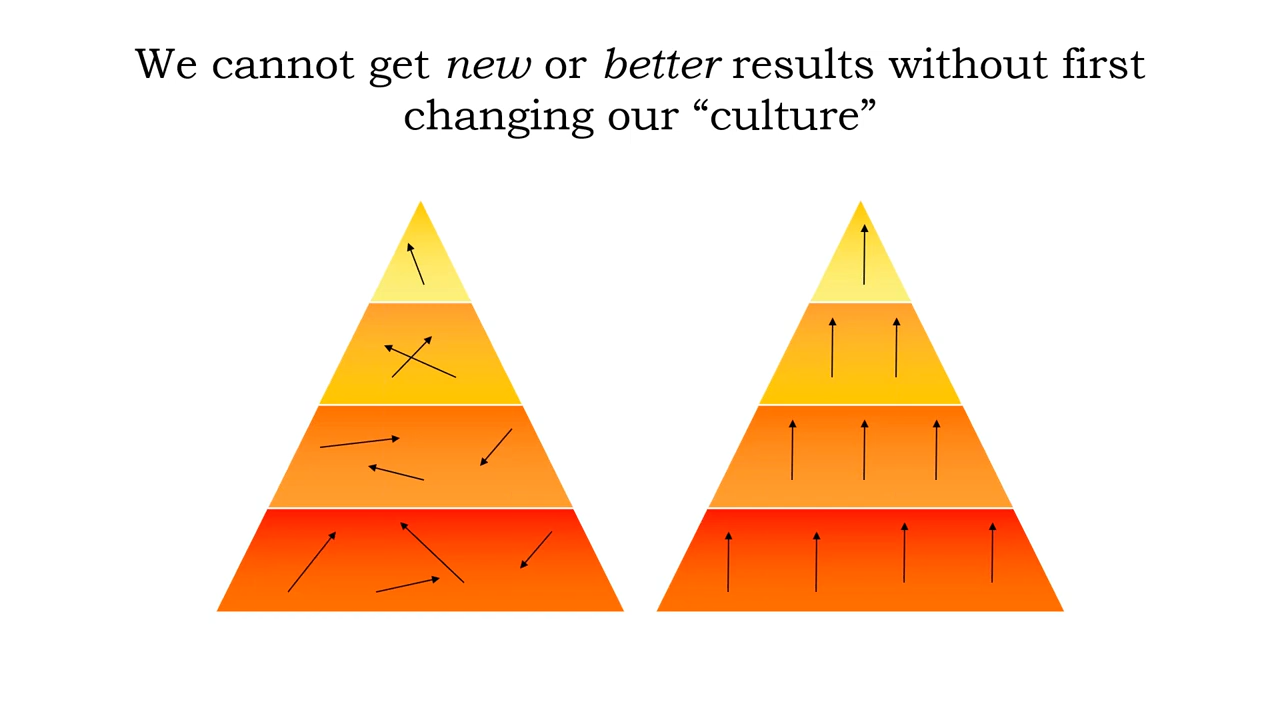 We cannot get new or better results without first
changing our “culture”